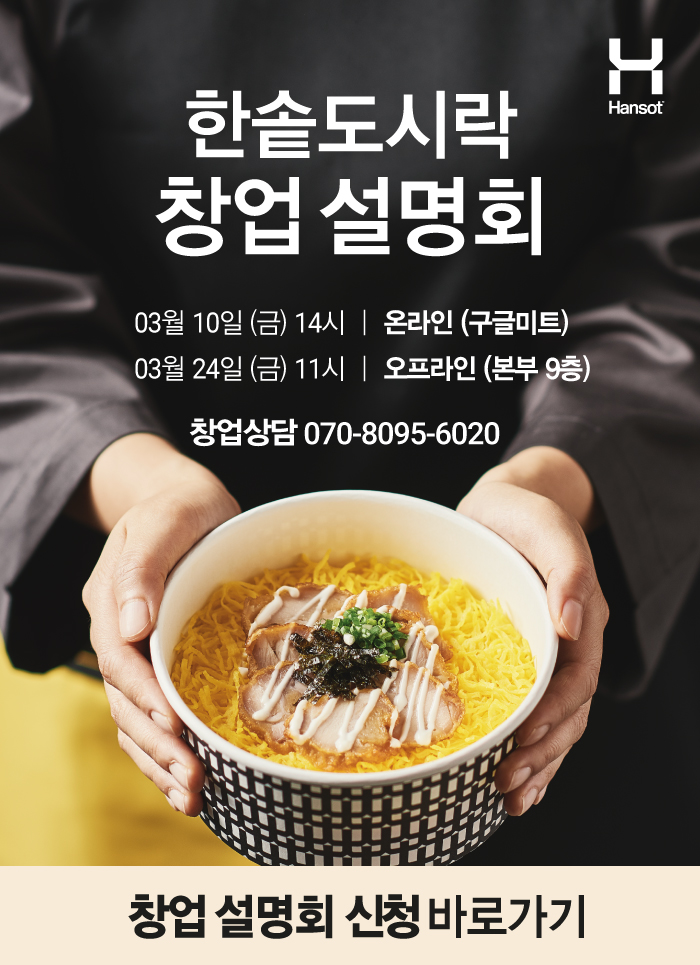 Hansot
한솥도시락
창업 설명회
03월 10일 (금) 14시 | 온라인 (구글미트)
03월 24일 (금) 11시 | 오프라인 (본부 9층)
창업상담 070-8095-6020
창업 설명회 신청 바로가기